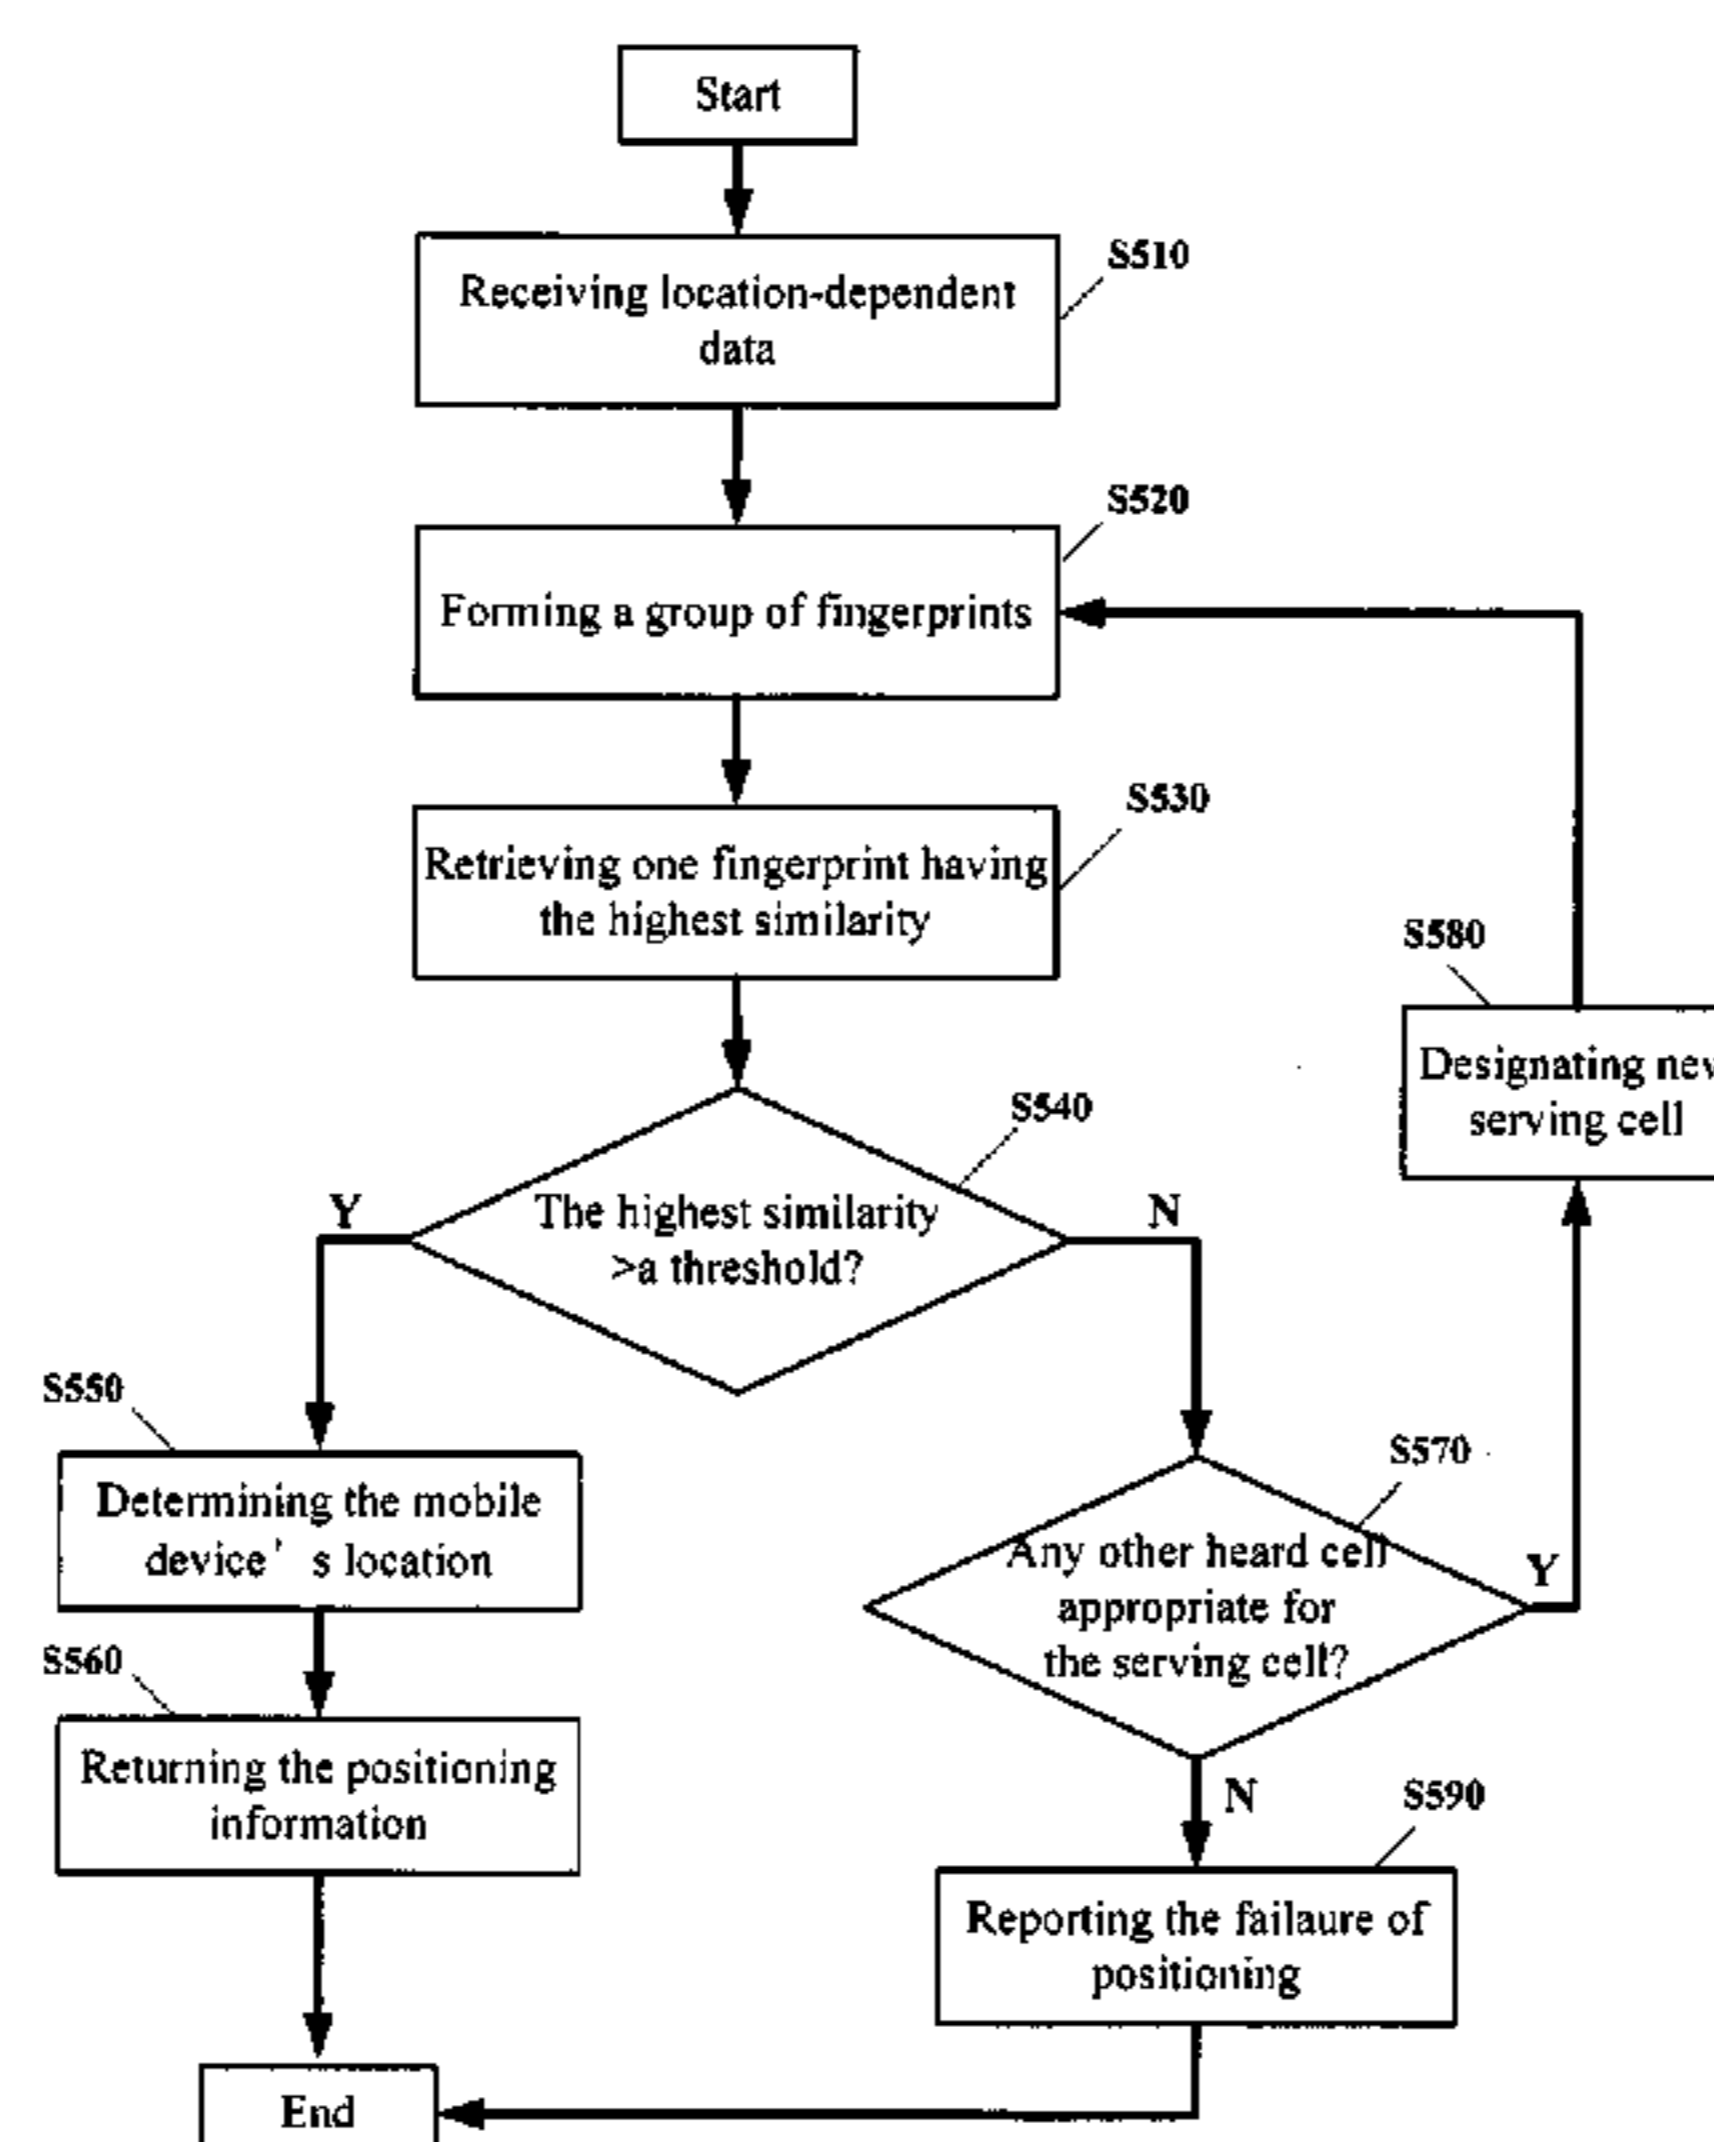 Start
S510
Receiving location-dependent
data
S520
Forming a group of fingerprints
S530
Retrieving one fingerprint having
the highest similarity
S580
Designating new
serving cell
S540
Y
The highest similarity
>a threshold?
N
S550
Determining the mobile
device' s location
S570
Any other heard cell
appropriate for
the serving cell?
Y
S560
Returning the positioning
information
N
S590
Reporting the failaure of
positioning
End